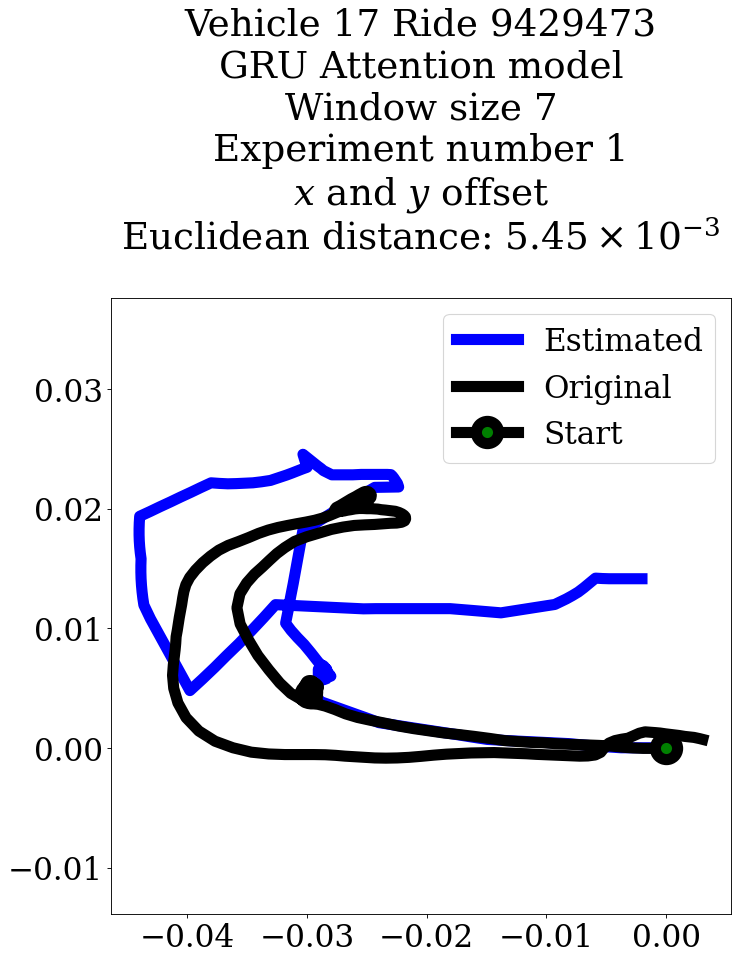 Vehicle 17 Ride 9429473
GRU Attention model
Window size 7
Experiment number 1
x and y offset
Euclidean distance: 5.45 × 10⁻³
Estimated
Original
Start
0.03
0.02
0.01
0.00
−0.01
−0.04 −0.03 −0.02 −0.01 0.00